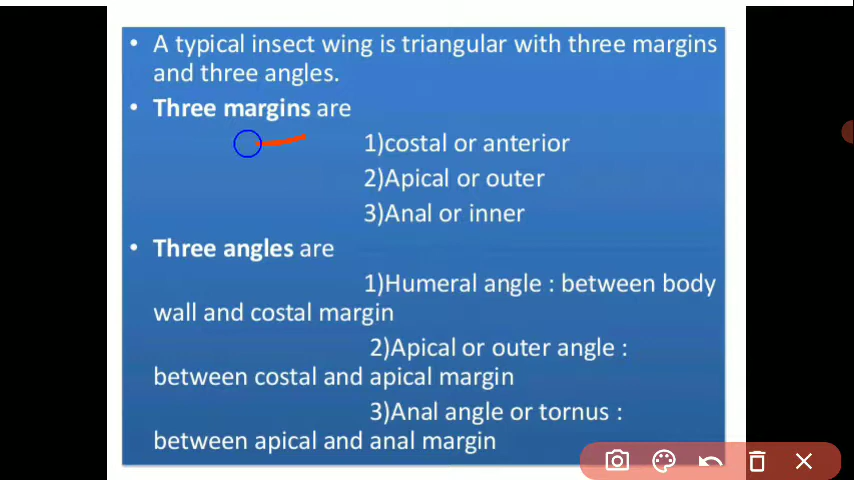 • A typical insect wing is triangular with three margins
and three angles.
• Three margins are
1)costal or anterior
2)Apical or outer
3)Anal or inner
• Three angles are
1)Humeral angle : between body
wall and costal margin
2)Apical or outer angle :
between costal and apical margin
3)Anal angle or tornus :
between apical and anal margin